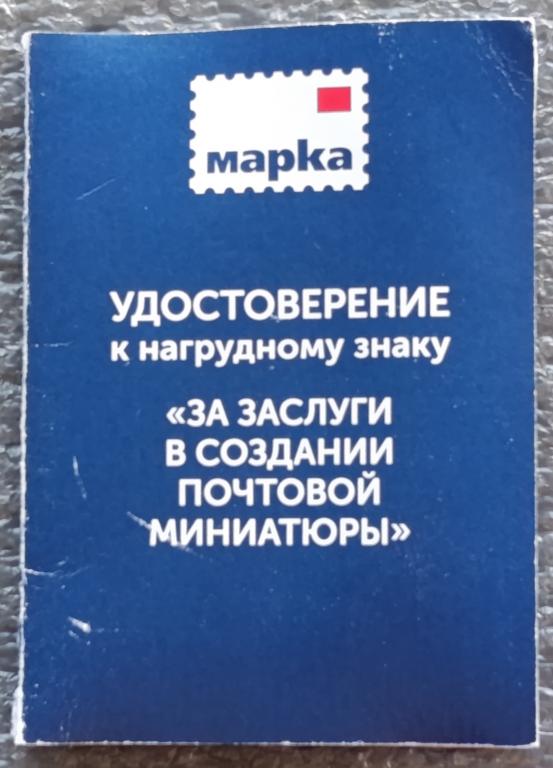 марка
УДОСТОВЕРЕНИЕ
к нагрудному знаку
«ЗА ЗАСЛУГИ
В СОЗДАНИИ
ПОЧТОВОЙ
МИНИАТЮРЫ»